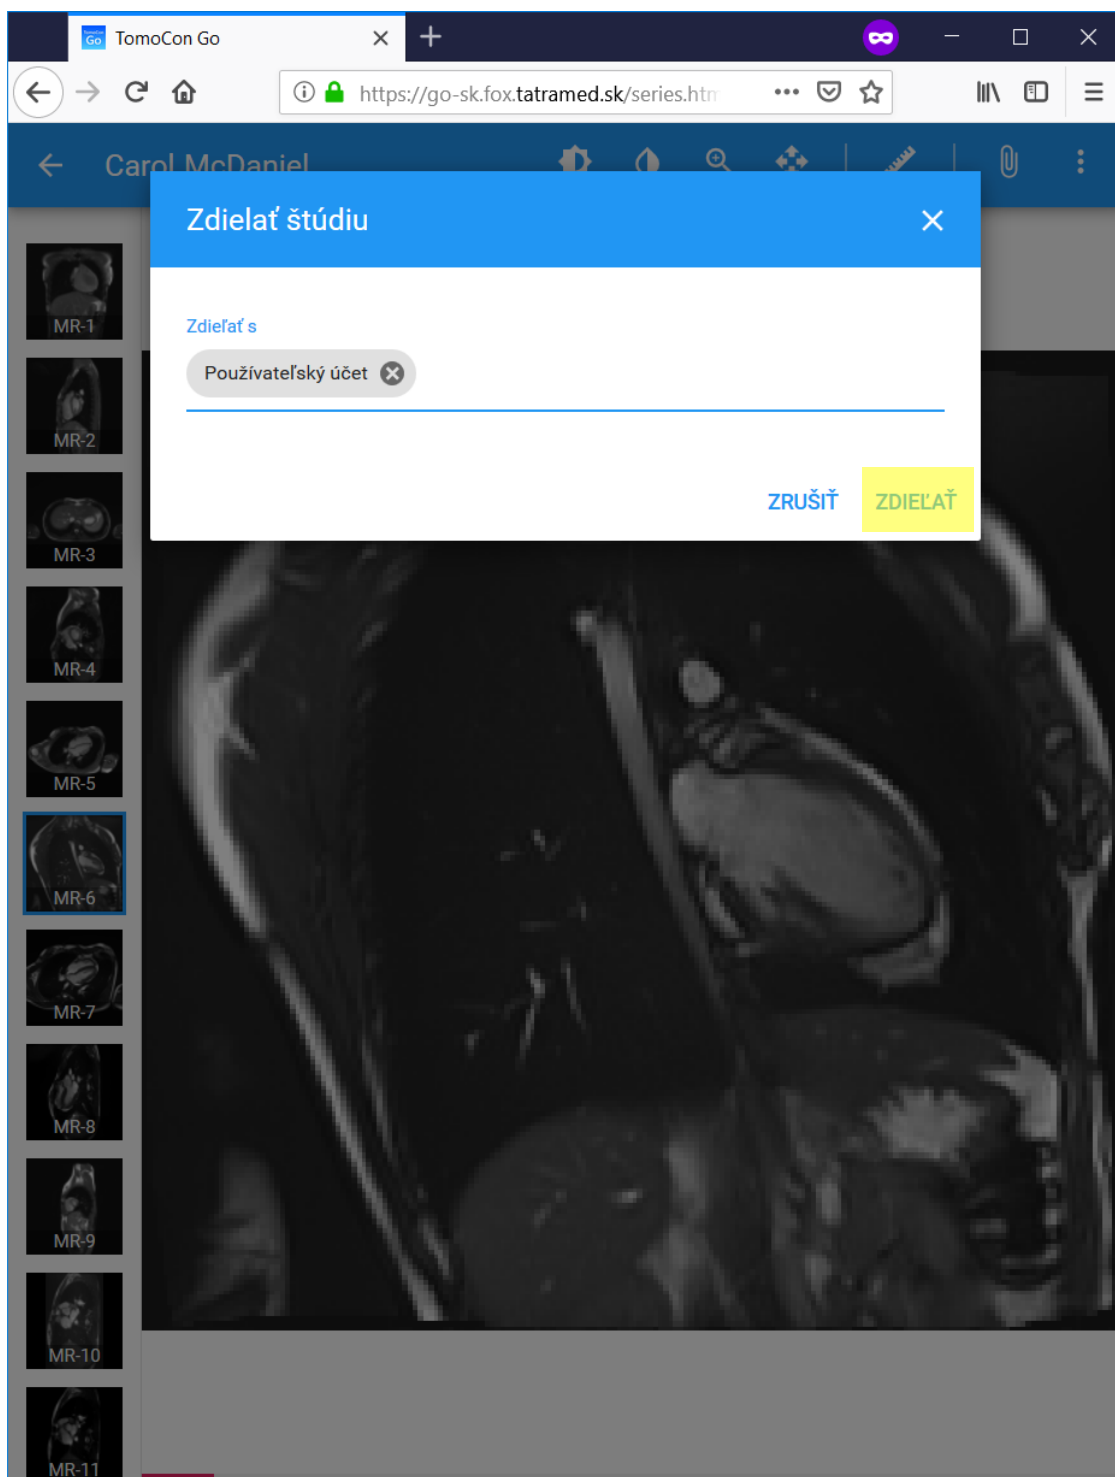 Go TomoCon Go
https://go-sk.fox.tatramed.sk/series.htm
Carol McDaniel
Zdielať štúdiu
Zdieľať s
Používateľský účet
ZRUŠIŤ ZDIEĽAŤ
MR-1
MR-2
MR-3
MR-4
MR-5
MR-6
MR-7
MR-8
MR-9
MR-10
MR-11